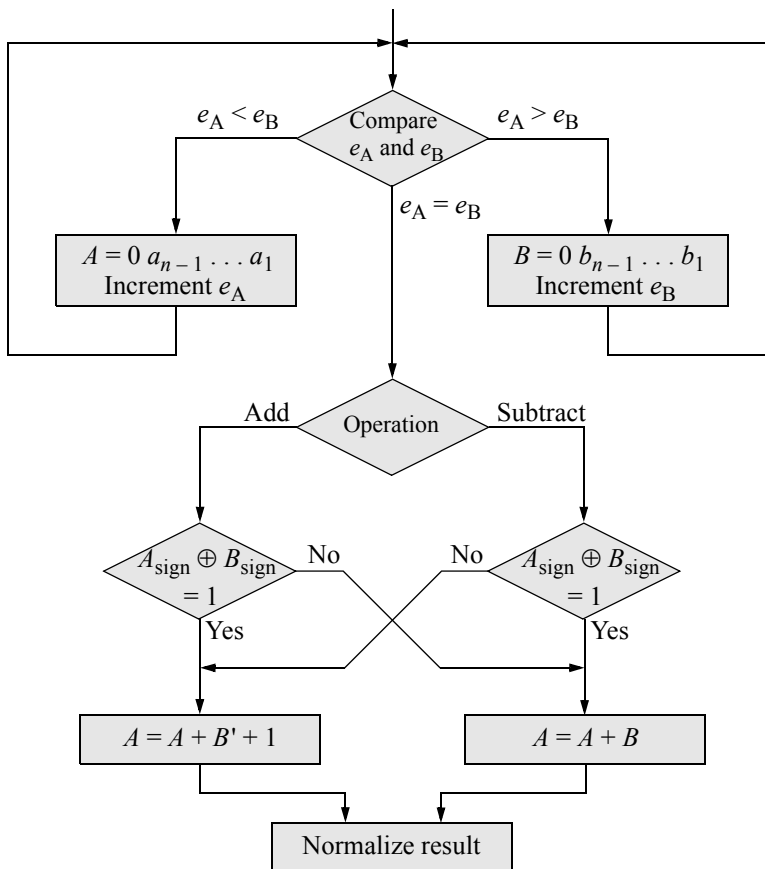 e_A < e_B
Compare
e_A and e_B
e_A > e_B
e_A = e_B
A = 0 a_{n – 1} . . . a_1
Increment e_A
B = 0 b_{n – 1} . . . b_1
Increment e_B
Add
Operation
Subtract
A_sign ⊕ B_sign
= 1
No
No
A_sign ⊕ B_sign
= 1
Yes
Yes
A = A + B' + 1
A = A + B
Normalize result